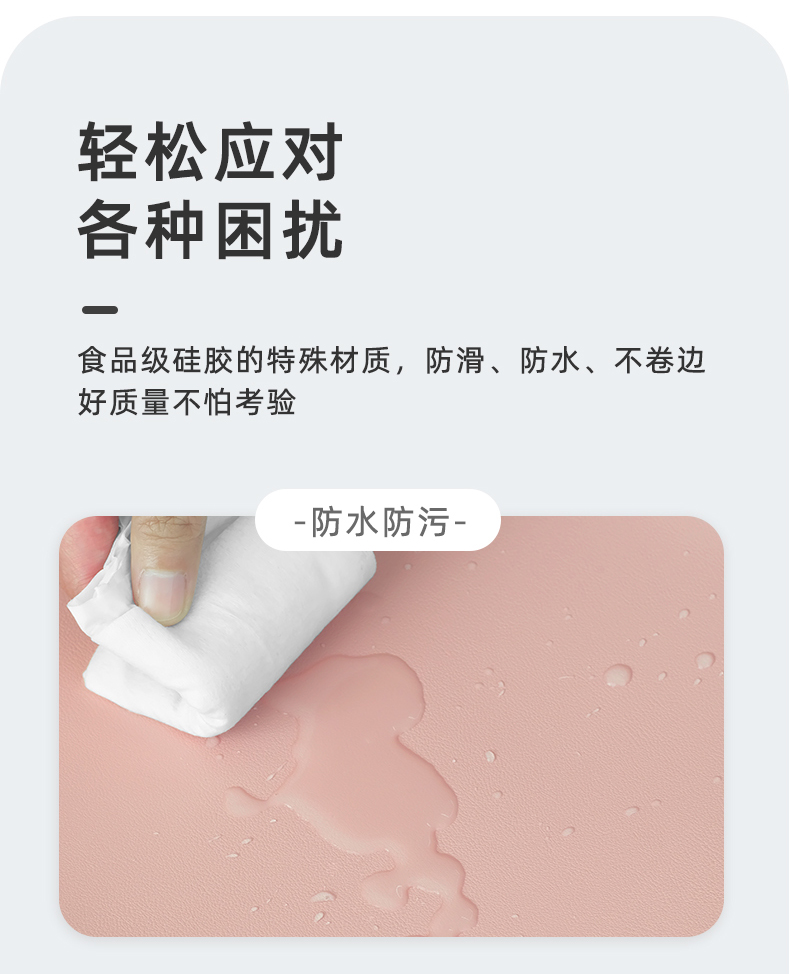 轻松应对
各种困扰
食品级硅胶的特殊材质，防滑、防水、不卷边
好质量不怕考验
-防水防污-